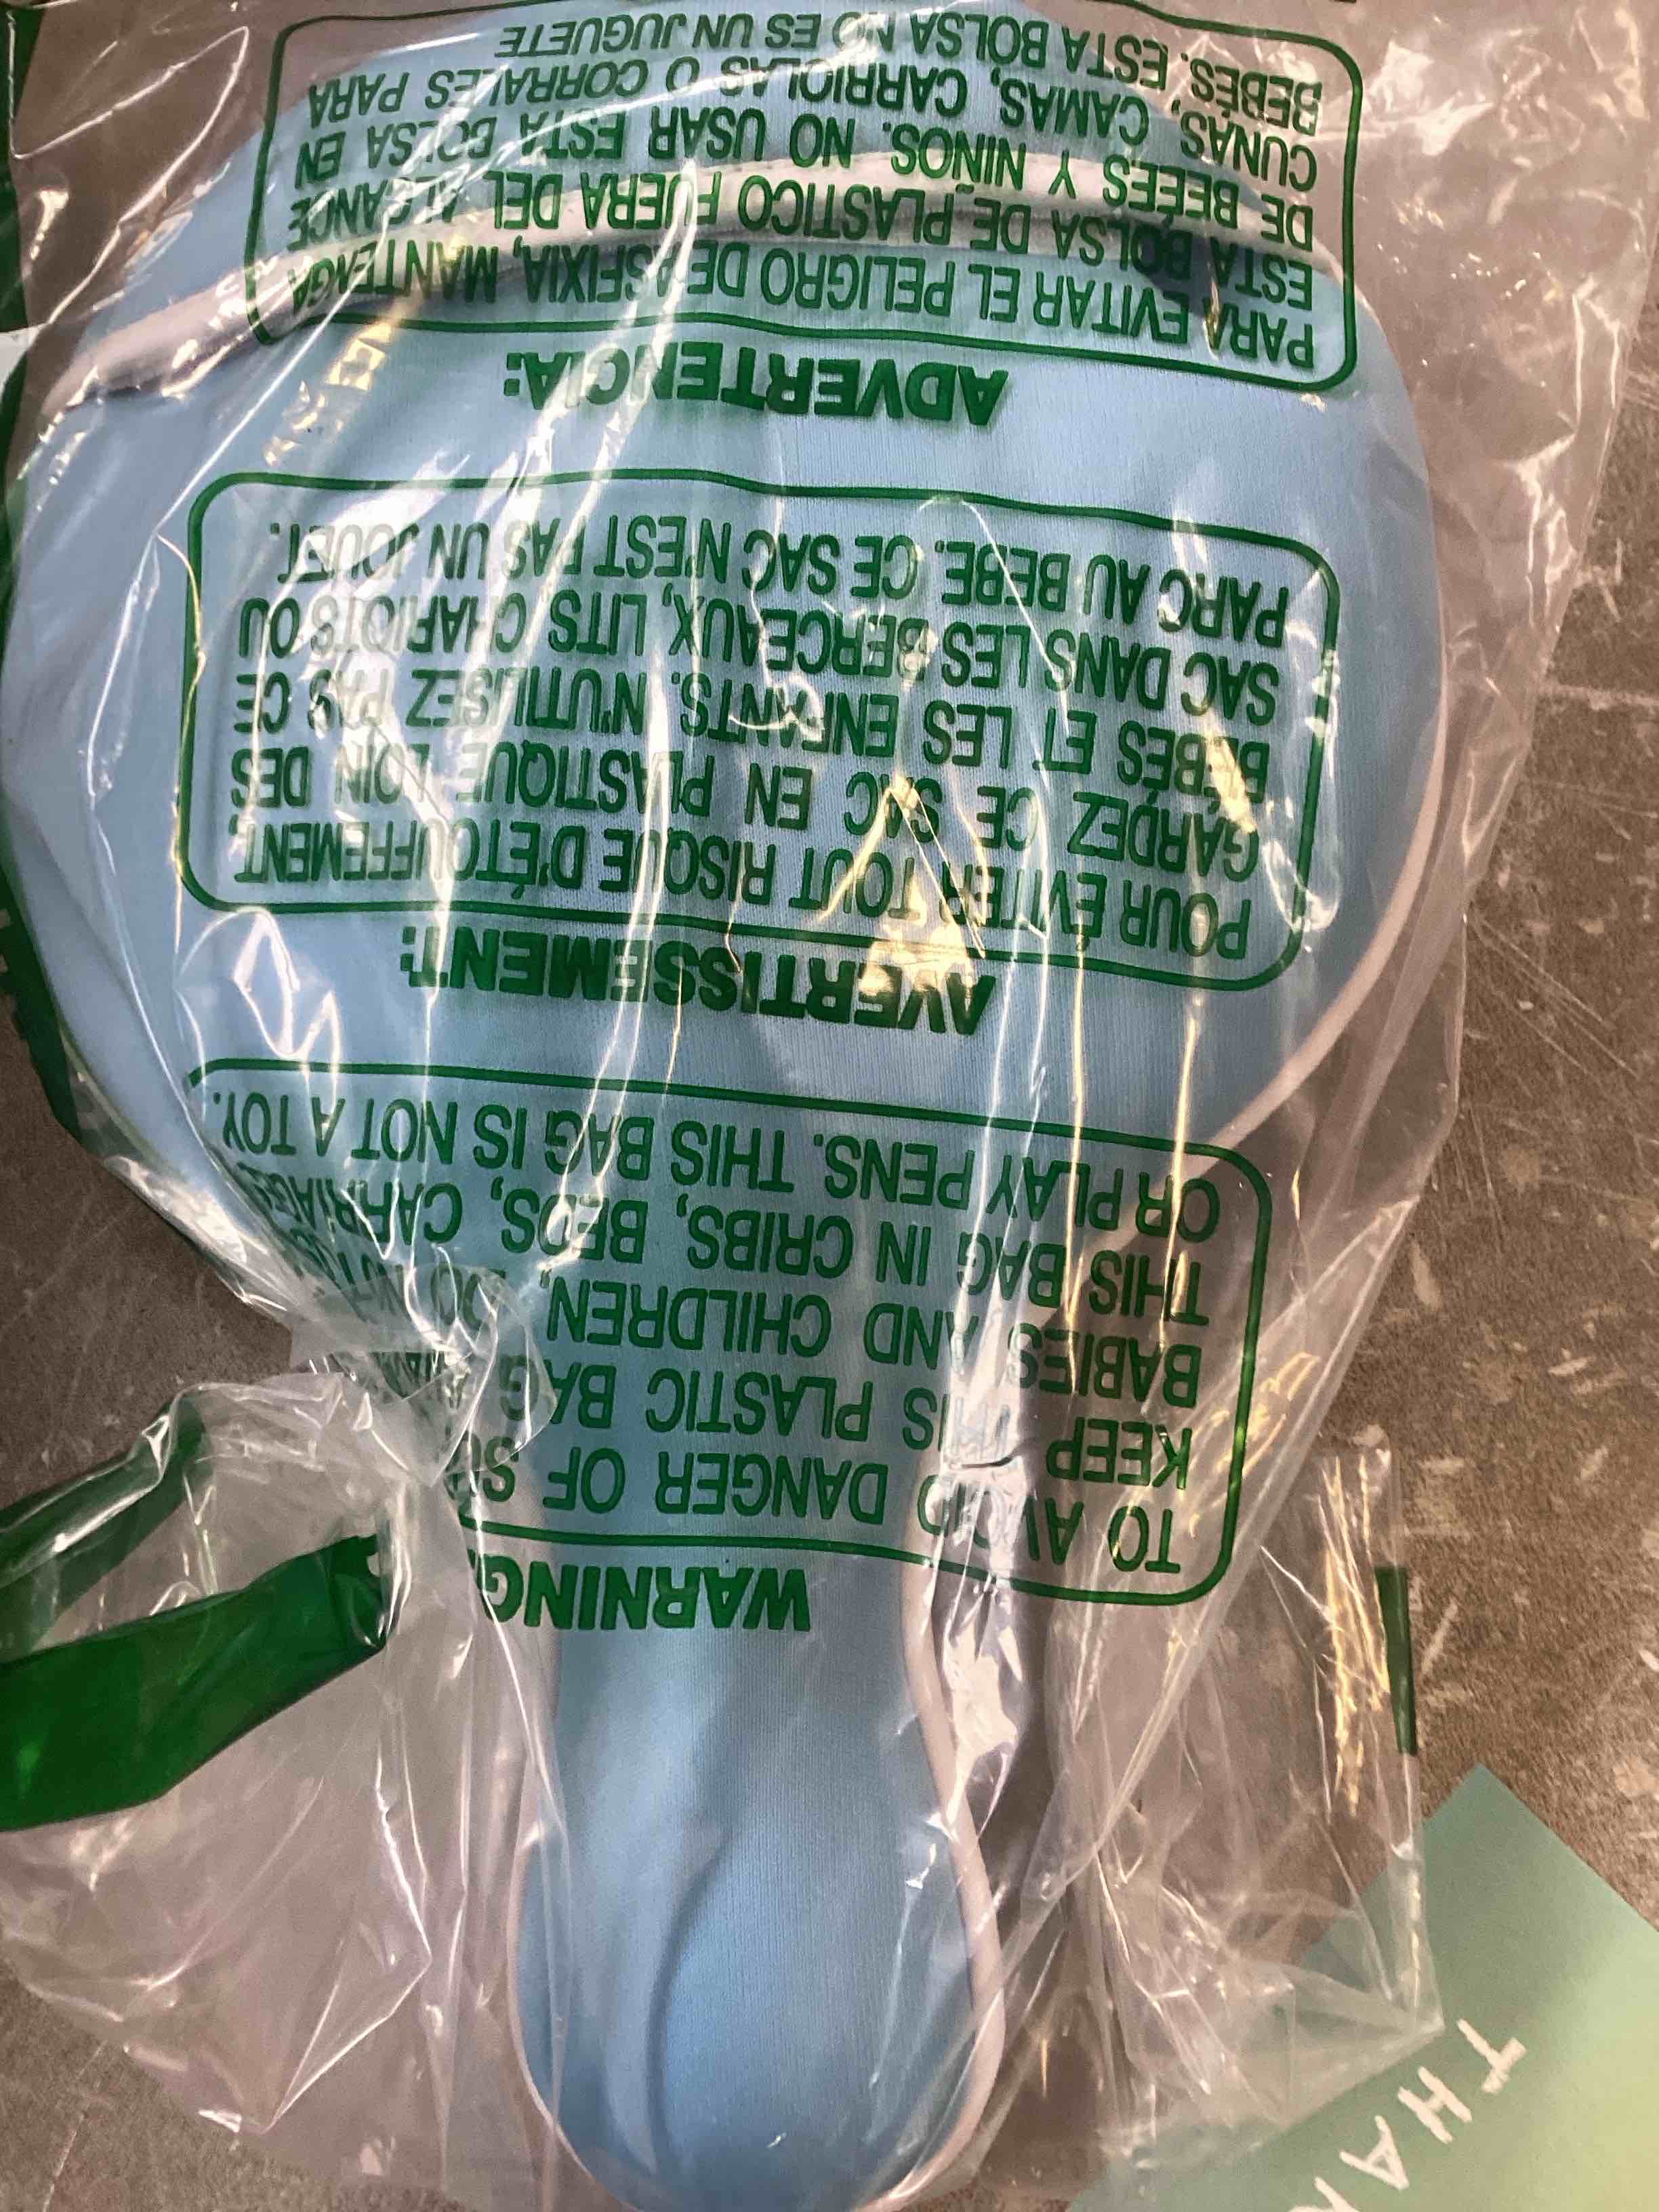 WARNING:
TO AVOID DANGER OF
KEEP THIS PLASTIC BAG
BABIES AND CHILDREN, DO NOT USE
THIS BAG IN CRIBS, BEDS, CARRIAGES
OR PLAY PENS. THIS BAG IS NOT A TOY.
AVERTISSEMENT:
POUR ÉVITER TOUT RISQUE D'ÉTOUFFEMENT,
GARDEZ CE SAC EN PLASTIQUE LOIN DES
BÉBÉS ET LES ENFANTS. N'UTILISEZ PAS CE
SAC DANS LES BERCEAUX, LITS CHARIOTS OU
PARC AU BEBE. CE SAC N'EST PAS UN JOUET.
ADVERTENCIA:
PARA EVITAR EL PELIGRO DE ASFIXIA, MANTENGA
ESTA BOLSA DE PLASTICO FUERA DEL ALCANCE
DE BEBÉS Y NIÑOS. NO USAR ESTA BOLSA EN
CUNAS, CAMAS, CARRIOLAS O CORRALES PARA
BEBÉS. ESTA BOLSA NO ES UN JUGUETE
THA